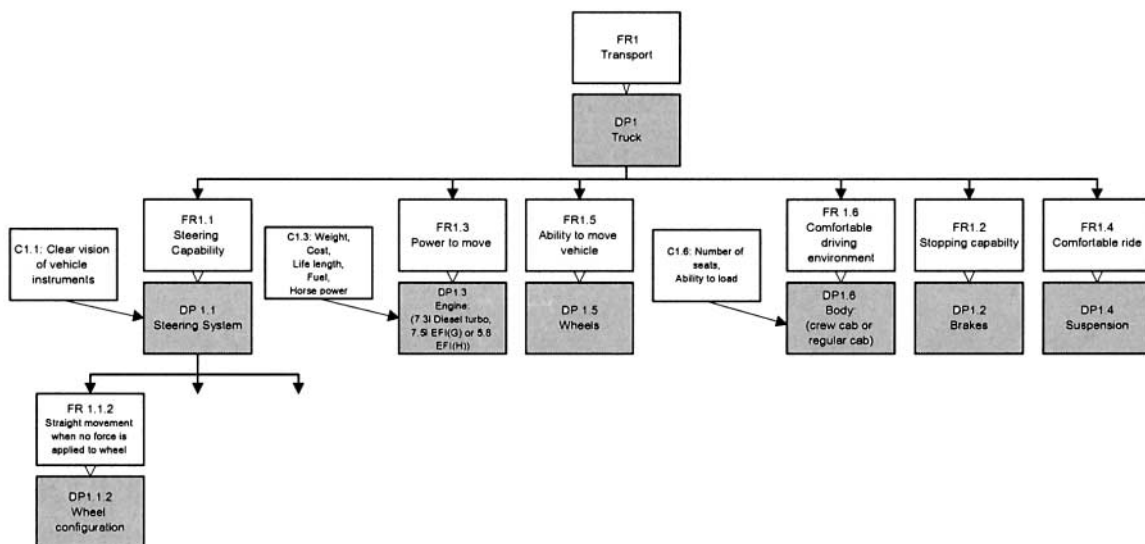 FR1
Transport
DP1
Truck
FR1.1
Steering
Capability
C1.1: Clear vision
of vehicle
instruments
DP 1.1
Steering System
FR1.3
Power to move
C1.3: Weight,
Cost,
Life length,
Fuel,
Horse power
DP1.3
Engine:
(7.3l Diesel turbo,
7.5l EFI(G) or 5.8
EFI(H))
FR1.5
Ability to move
vehicle
DP 1.5
Wheels
FR 1.6
Comfortable
driving
environment
C1.6: Number of
seats,
Ability to load
DP1.6
Body:
(crew cab or
regular cab)
FR1.2
Stopping capabilty
DP1.2
Brakes
FR1.4
Comfortable ride
DP1.4
Suspension
FR 1.1.2
Straight movement
when no force is
applied to wheel
DP1.1.2
Wheel
configuration